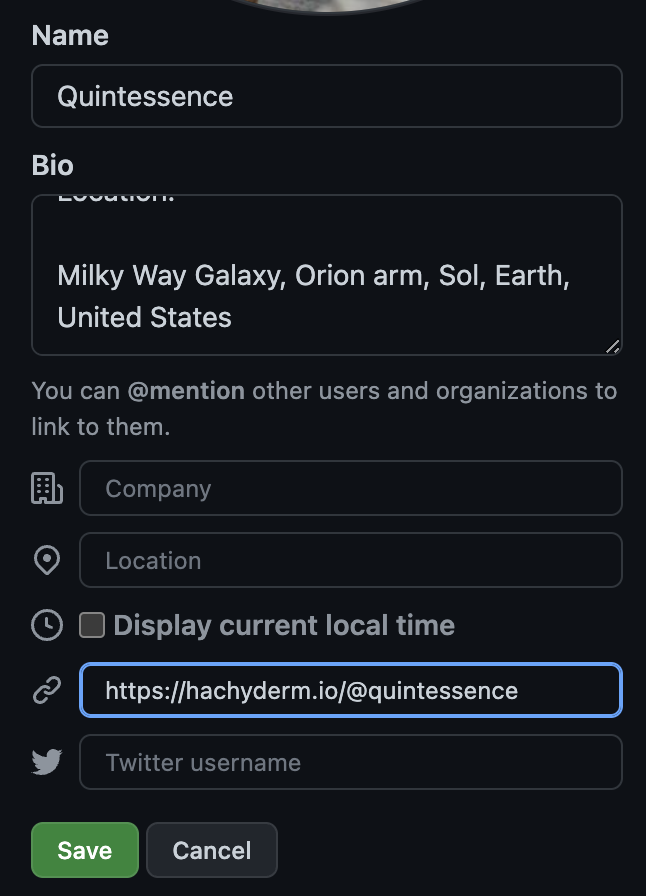 Name
Quintessence
Bio
Location:
Milky Way Galaxy, Orion arm, Sol, Earth,
United States
You can @mention other users and organizations to
link to them.
Company
Location
Display current local time
https://hachyderm.io/@quintessence
Twitter username
Save
Cancel